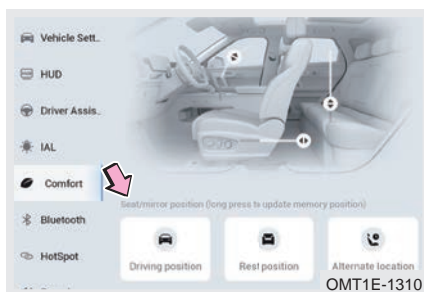 Vehicle Sett..
HUD
Driver Assis..
IAL
Comfort
Bluetooth
HotSpot
Seat/mirror position (long press to update memory position)
Driving position
Rest position
Alternate location
OMT1E-1310